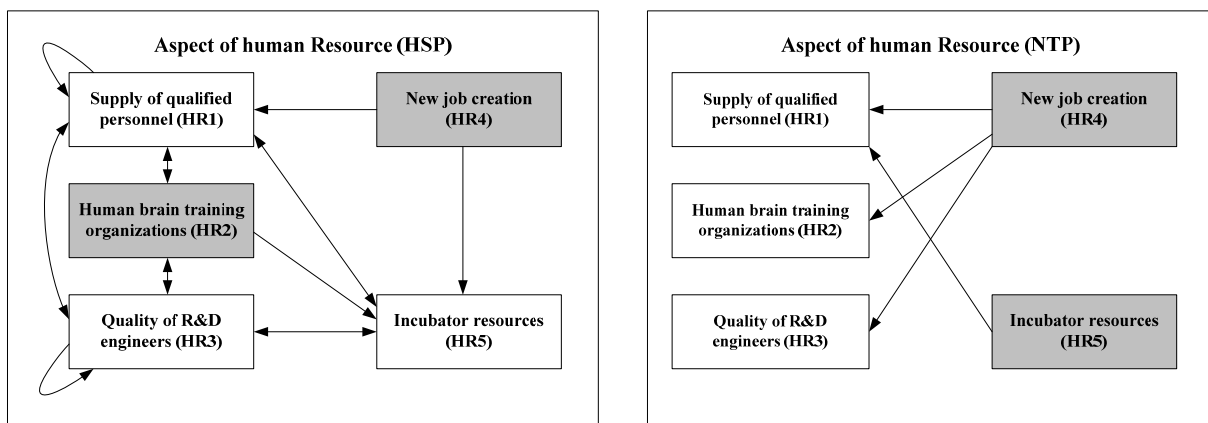 Aspect of human Resource (HSP)
Supply of qualified
personnel (HR1)
New job creation
(HR4)
Human brain training
organizations (HR2)
Quality of R&D
engineers (HR3)
Incubator resources
(HR5)
Aspect of human Resource (NTP)
Supply of qualified
personnel (HR1)
New job creation
(HR4)
Human brain training
organizations (HR2)
Quality of R&D
engineers (HR3)
Incubator resources
(HR5)